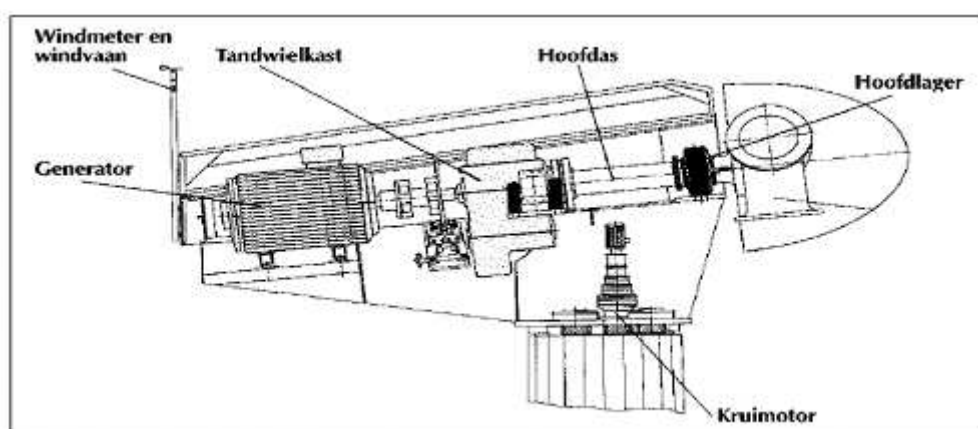 Windmeter en
windvaan
Tandwielkast
Hoofdas
Hoofdlager
Generator
Kruimotor